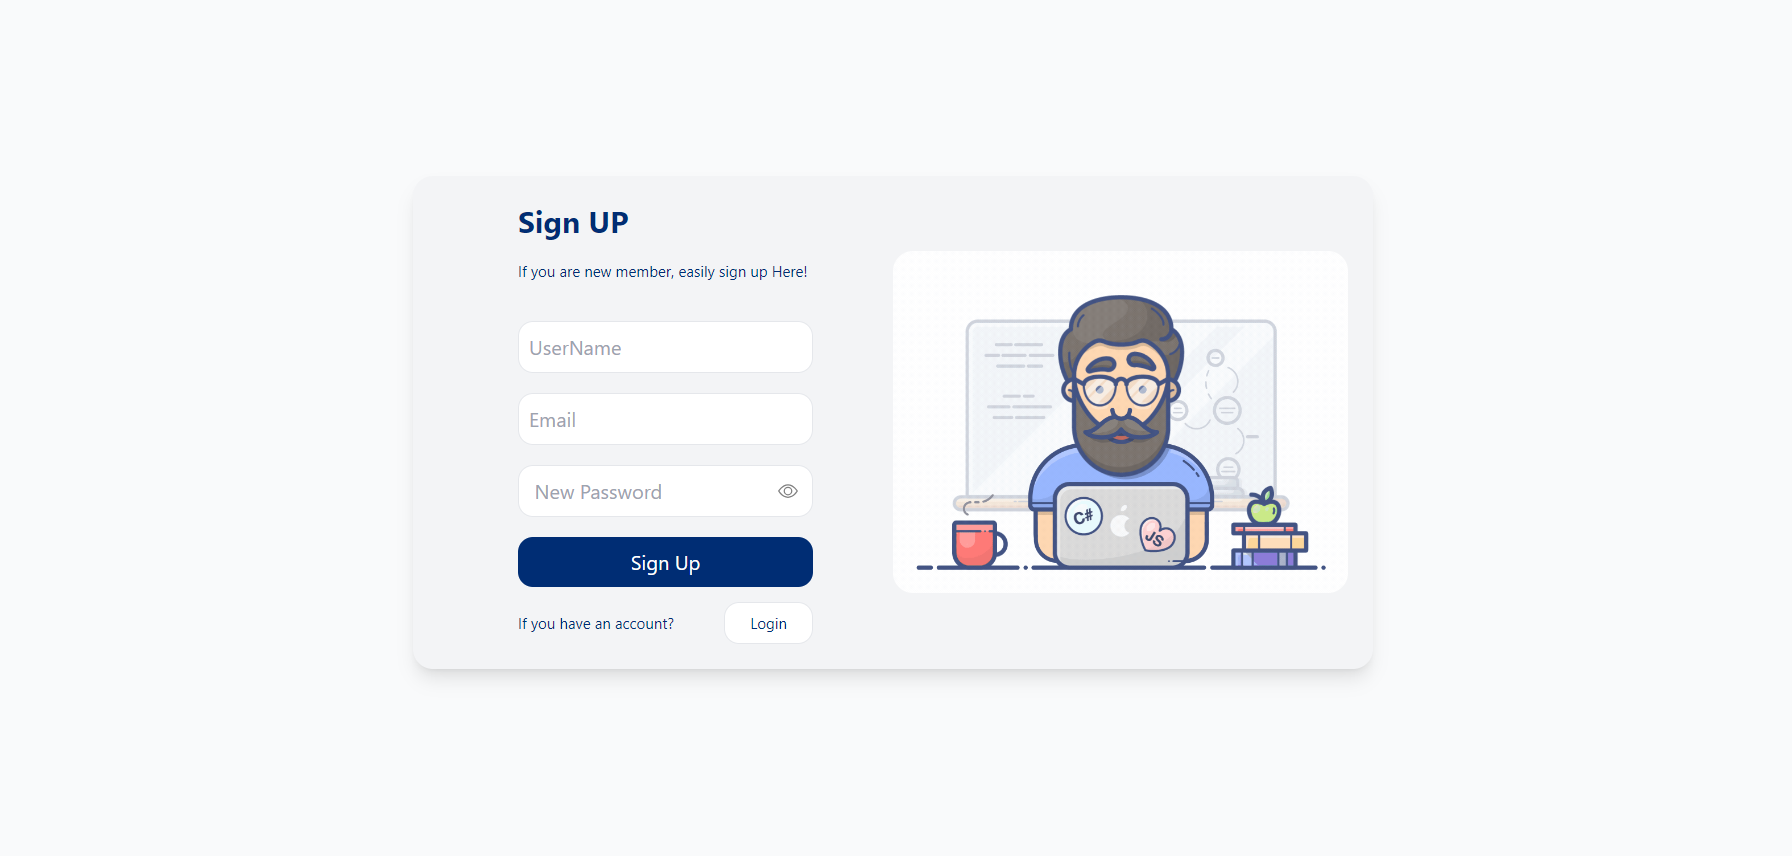 Sign UP
If you are new member, easily sign up Here!
UserName
Email
New Password
Sign Up
If you have an account?
Login
C#
JS